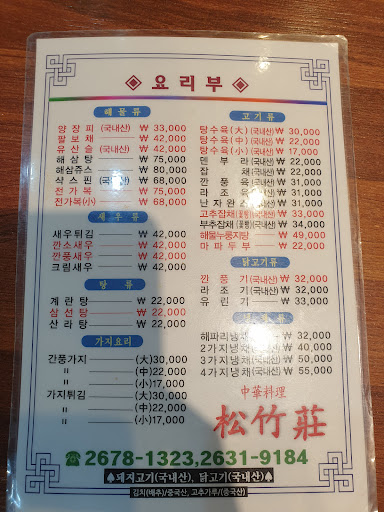 ◈ 요리부 ◈
해물류
양장피 (국내산) ₩ 33,000
팔보채 ₩ 42,000
유산슬 (국내산) ₩ 42,000
해삼탕 ₩ 75,000
해삼쥬스 ₩ 80,000
삭스핀 (국내산) ₩ 68,000
전가복 ₩ 75,000
전가복(小) ₩ 68,000
새우류
새우튀김 ₩ 42,000
깐소새우 ₩ 42,000
깐풍새우 ₩ 42,000
크림새우 ₩ 42,000
탕류
계란탕 ₩ 22,000
삼선탕 ₩ 22,000
산라탕 ₩ 22,000
가지요리
간풍가지 (大)30,000
〃 (中)22,000
〃 (小)17,000
가지튀김 (大)30,000
〃 (中)22,000
〃 (小)17,000
고기류
탕수육(大)(국내산) ₩ 30,000
탕수육(中)(국내산) ₩ 22,000
탕수육(小)(국내산) ₩ 17,000
덴부라(국내산) ₩ 22,000
잡채(국내산) ₩ 22,000
깐풍육(국내산) ₩ 31,000
라조육(국내산) ₩ 31,000
난자완스(국내산) ₩ 31,000
고추잡채(국내산) ₩ 33,000
부추잡채(국내산) ₩ 34,000
해물누룽지탕 ₩ 49,000
마파두부 ₩ 22,000
닭고기류
깐풍기(국내산) ₩ 32,000
라조기(국내산) ₩ 32,000
유린기 ₩ 33,000
해파리냉채 ₩ 32,000
2가지냉채 ₩ 40,000
3가지냉채 ₩ 50,000
4가지냉채 ₩ 55,000
中華料理
松竹莊
☎2678-1323,2631-9184
♠돼지고기(국내산), 닭고기(국내산)♠
김치(배추)/중국산, 고추가루/(중국산)